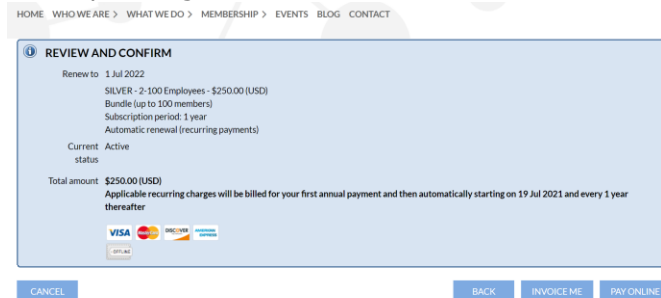 HOME WHO WE ARE > WHAT WE DO > MEMBERSHIP > EVENTS BLOG CONTACT
REVIEW AND CONFIRM
Renew to 1 Jul 2022
SILVER - 2-100 Employees - $250.00 (USD)
Bundle (up to 100 members)
Subscription period: 1 year
Automatic renewal (recurring payments)
Current Active
status
Total amount $250.00 (USD)
Applicable recurring charges will be billed for your first annual payment and then automatically starting on 19 Jul 2021 and every 1 year
thereafter
VISA MasterCard DISCOVER AMERICAN EXPRESS
OFFLINE
CANCEL BACK INVOICE ME PAY ONLINE